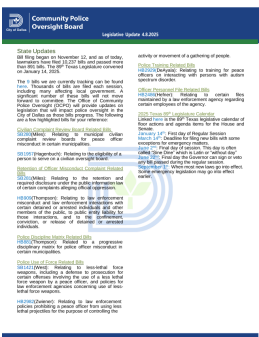 City of Dallas
Community Police
Oversight Board
Legislative Update 4.8.2025
State Updates
Bill filing began on November 12, and as of today,
lawmakers have filed 10,237 bills and passed more
than 891 bills. The 89th Texas Legislature convened
on January 14, 2025.
The 9 bills we are currently tracking can be found
here. Thousands of bills are filed each session,
including many affecting local government. A
significant number of these bills will not move
forward to committee. The Office of Community
Police Oversight (OCPO) will provide updates on
legislation that will impact police oversight in the
City of Dallas as those bills progress. The following
are a few highlighted bills for your reference:
Civilian Complaint Review Board Related Bills
(Miles): Relating to municipal civilian
complaint review boards for peace officer
misconduct in certain municipalities.
(Hughes): Relating to the eligibility of a
person to serve on a civilian oversight board.
Retention of Officer Misconduct Complaint Related
Bills
(West): Relating to the retention and
required disclosure under the public information law
of certain complaints alleging official oppression.
(Thompson): Relating to law enforcement
misconduct and law enforcement interactions with
certain detained or arrested individuals and other
members of the public, to public entity liability for
those interactions, and to the confinement,
conviction, or release of detained or arrested
individuals.
Police Discipline Matrix Related Bills
(Thompson): Related to a progressive
disciplinary matrix for police officer misconduct in
certain municipalities.
Police Use of Force Related Bills
(West): Relating to less-lethal force
weapons, including a defense to prosecution for
certain offenses involving the use of a less lethal
force weapon by a peace officer, and policies for
law enforcement agencies concerning use of less-
lethal force weapons.
(Zwiener): Relating to law enforcement
policies prohibiting a peace officer from using less
lethal projectiles for the purpose of controlling the
activity or movement of a gathering of people.
Police Training Related Bills
(DeAyala): Relating to training for peace
officers on interacting with persons with autism
spectrum disorder.
Officer Personnel File Related Bills
(Hefner): Relating to certain files
maintained by a law enforcement agency regarding
certain employees of the agency.
2025 Texas 89th Legislature Calendar
Linked here is the 89th Texas legislative calendar of
floor actions and agenda items for the House and
Senate.
January 14th: First day of Regular Session
March 14th: Deadline for filing new bills with some
exceptions for emergency matters.
June 2nd: Final day of session. This day is often
called "Sine Dine" which is Latin or "without day"
June 22nd: Final day the Governor can sign or veto
any bill passed during the regular session.
September 1st: When most new laws go into effect.
Some emergency legislation may go into effect
earlier.